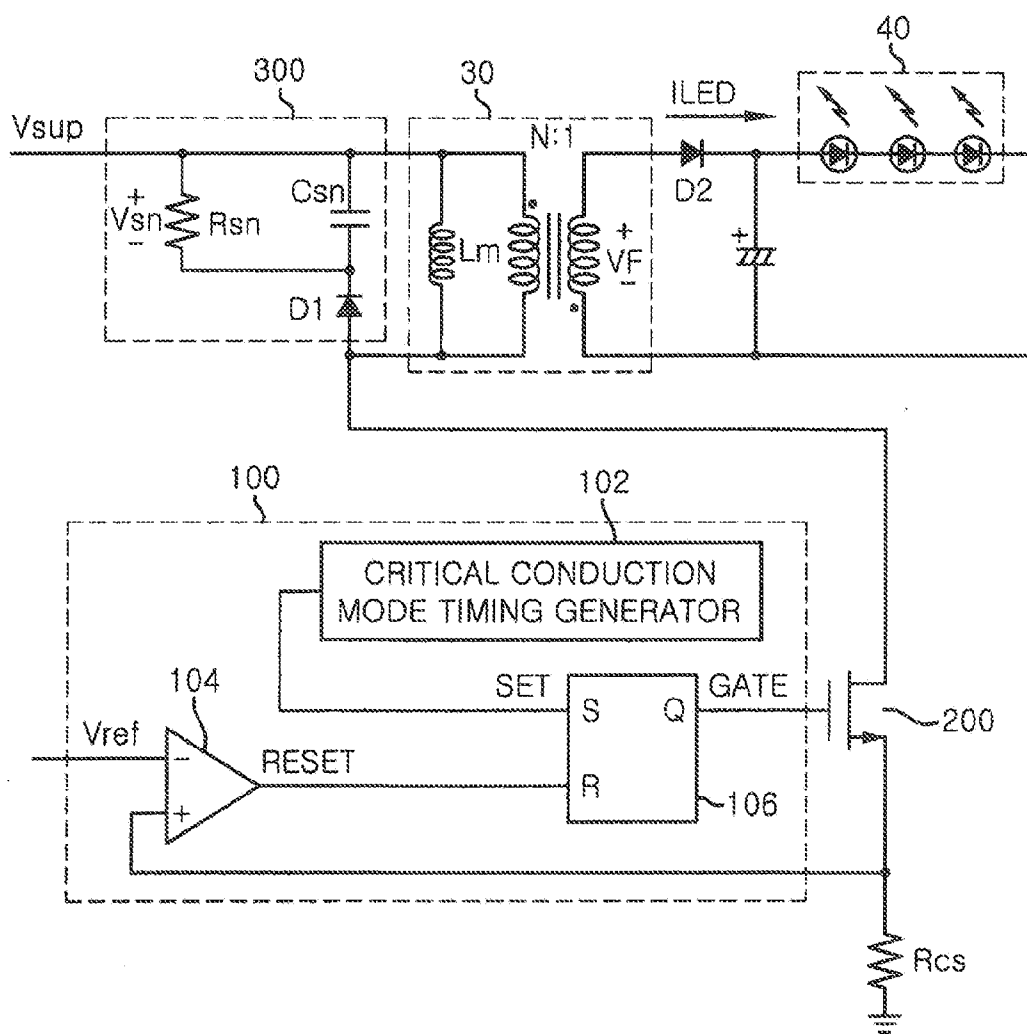 300
30
40
ILED
Vsup
N:1
Csn
D2
+
Vsn
-
Rsn
Lm
+
VF
-
+
D1
100
102
CRITICAL CONDUCTION
MODE TIMING GENERATOR
104
SET
S
Q
GATE
200
Vref
-
+
RESET
R
106
Rcs